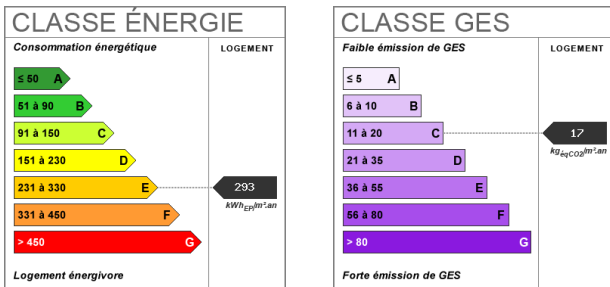 CLASSE ÉNERGIE
Consommation énergétique
LOGEMENT
≤ 50 A
51 à 90 B
91 à 150 C
151 à 230 D
231 à 330 E
293
kWhEP/m².an
331 à 450 F
> 450 G
Logement énergivore
CLASSE GES
Faible émission de GES
LOGEMENT
≤ 5 A
6 à 10 B
11 à 20 C
17
kgéqCO2/m².an
21 à 35 D
36 à 55 E
56 à 80 F
> 80 G
Forte émission de GES